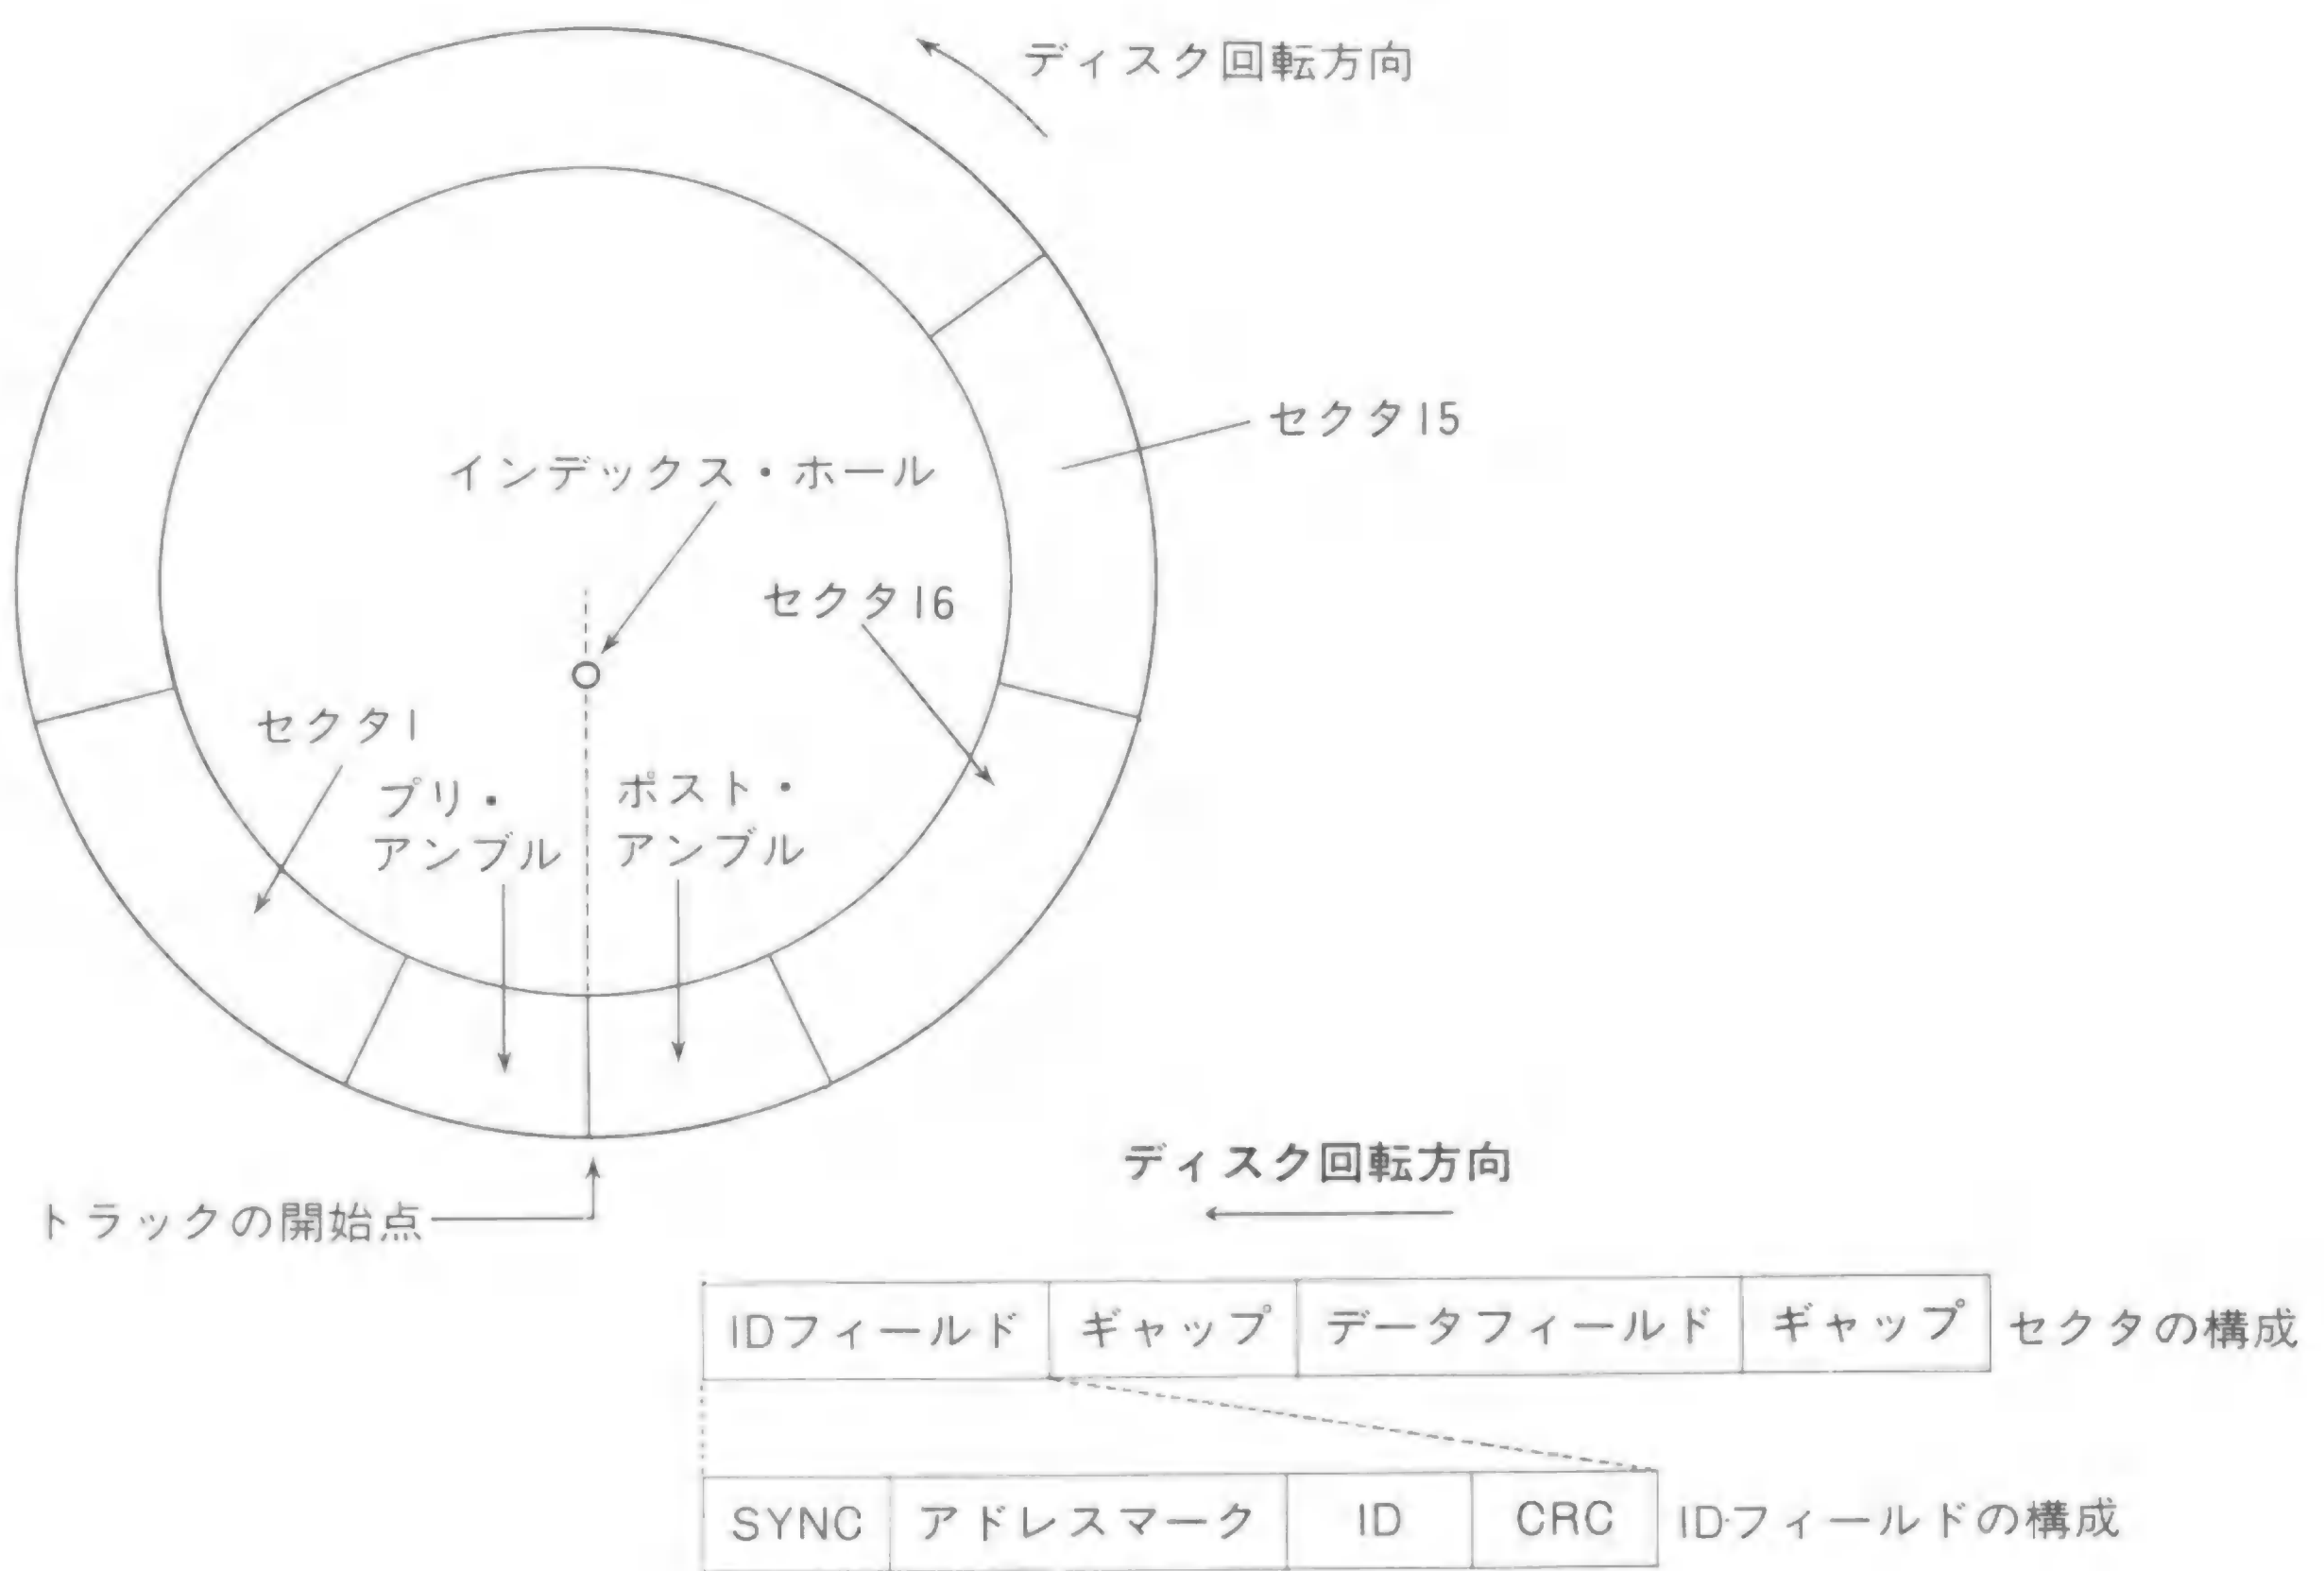 ディスク回転方向
セクタ15
インデックス・ホール
セクタ16
セクタ1
プリ・
アンブル
ポスト・
アンブル
トラックの開始点
ディスク回転方向
IDフィールド ギャップ データフィールド ギャップ セクタの構成
SYNC アドレスマーク ID CRC IDフィールドの構成